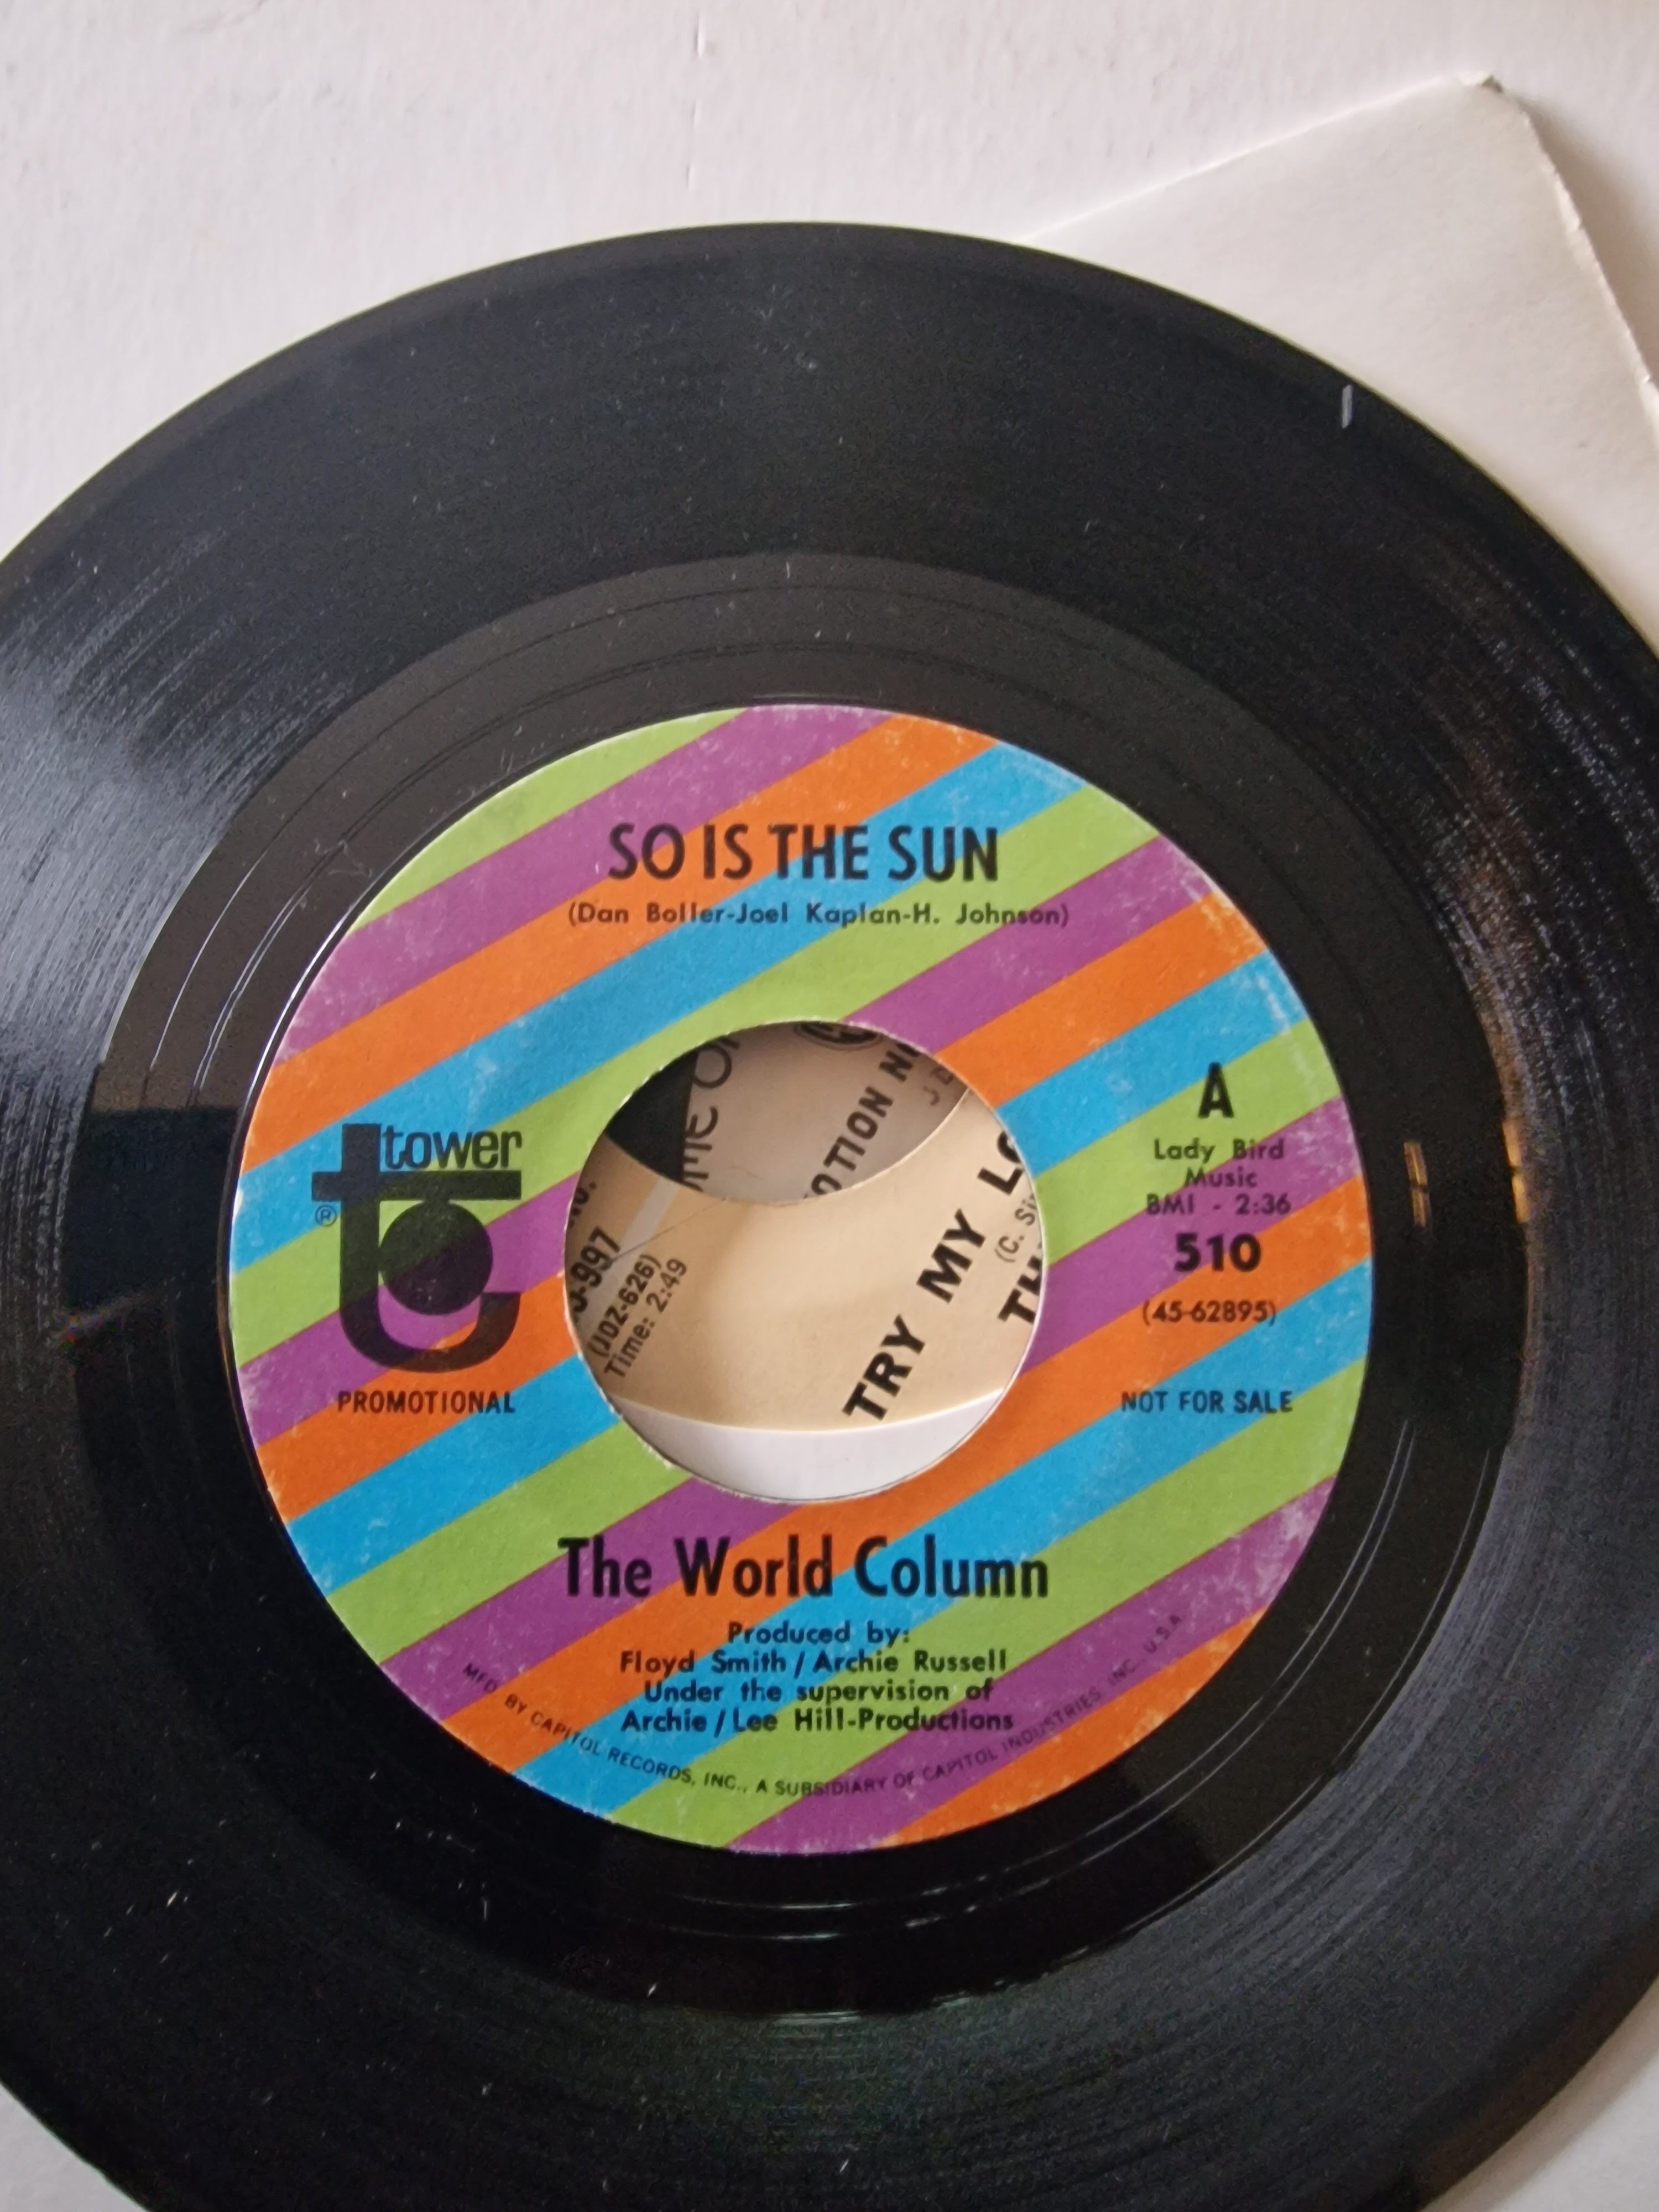 SO IS THE SUN
(Dan Boller-Joel Kaplan-H. Johnson)
tower
®
PROMOTIONAL
A
Lady Bird
Music
BMI - 2:36
510
(45-62895)
NOT FOR SALE
The World Column
Produced by:
Floyd Smith / Archie Russell
Under the supervision of
Archie / Lee Hill-Productions
MFD. BY CAPITOL RECORDS, INC., A SUBSIDIARY OF CAPITOL INDUSTRIES, INC. U.S.A.
-997
(JOZ-626)
Time: 2:49
TRY MY